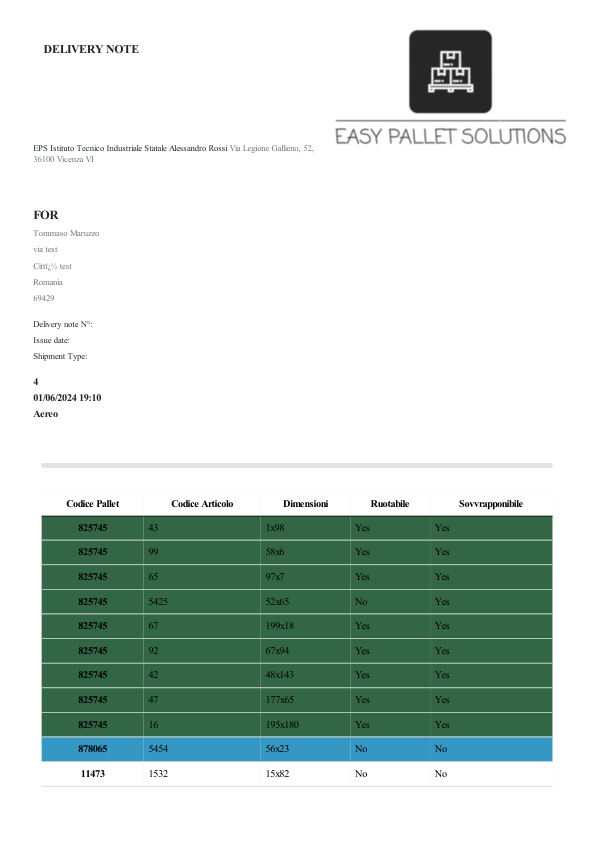 DELIVERY NOTE
EASY PALLET SOLUTIONS
EPS Istituto Tecnico Industriale Statale Alessandro Rossi Via Legione Gallieno, 52,
36100 Vicenza VI
FOR
Tommaso Maruzzo
via test
Cittï¿½ test
Romania
69429
Delivery note N°:
Issue date:
Shipment Type:
4
01/06/2024 19:10
Aereo
Codice Pallet Codice Articolo Dimensioni Ruotabile Sovvrapponibile
825745 43 1x98 Yes Yes
825745 99 58x6 Yes Yes
825745 65 97x7 Yes Yes
825745 5425 52x65 No Yes
825745 67 199x18 Yes Yes
825745 92 67x94 Yes Yes
825745 42 48x143 Yes Yes
825745 47 177x65 Yes Yes
825745 16 195x180 Yes Yes
878065 5454 56x23 No No
11473 1532 15x82 No No